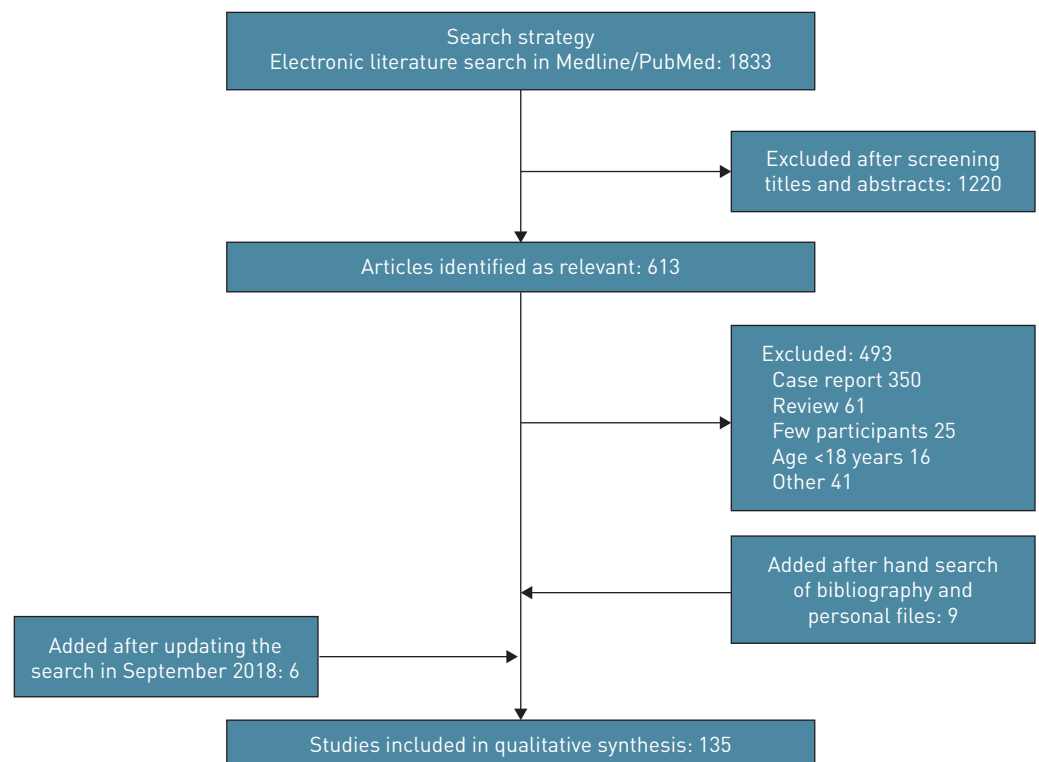 Search strategy
Electronic literature search in Medline/PubMed: 1833
Excluded after screening
titles and abstracts: 1220
Articles identified as relevant: 613
Excluded: 493
Case report 350
Review 61
Few participants 25
Age <18 years 16
Other 41
Added after hand search
of bibliography and
personal files: 9
Added after updating the
search in September 2018: 6
Studies included in qualitative synthesis: 135